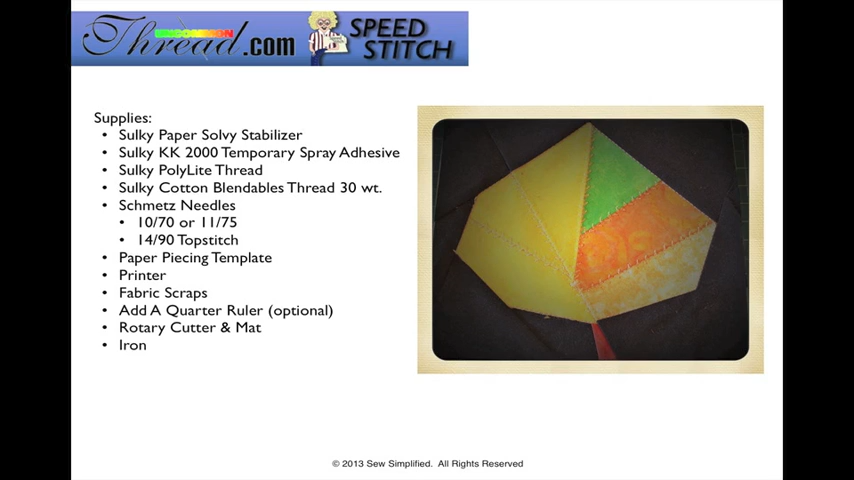 UNCOMMON
Thread.com
SPEED
STITCH
Supplies:
• Sulky Paper Solvy Stabilizer
• Sulky KK 2000 Temporary Spray Adhesive
• Sulky PolyLite Thread
• Sulky Cotton Blendables Thread 30 wt.
• Schmetz Needles
• 10/70 or 11/75
• 14/90 Topstitch
• Paper Piecing Template
• Printer
• Fabric Scraps
• Add A Quarter Ruler (optional)
• Rotary Cutter & Mat
• Iron
© 2013 Sew Simplified. All Rights Reserved